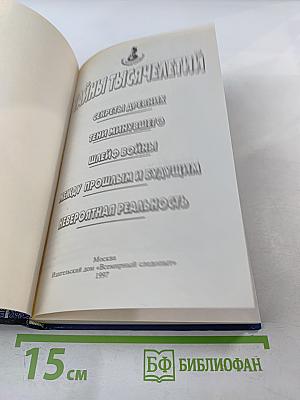 ТАЙНЫ ТЫСЯЧЕЛЕТИЙ
СЕКРЕТЫ ДРЕВНИХ
ТЕНИ МИНУВШЕГО
ШЛЕЙФ ВОЙНЫ
МЕЖДУ ПРОШЛЫМ И БУДУЩИМ
НЕВЕРОЯТНАЯ РЕАЛЬНОСТЬ
Москва
Издательский дом «Всемирный следопыт»
1997
15 см
БФ БИБЛИОФАН